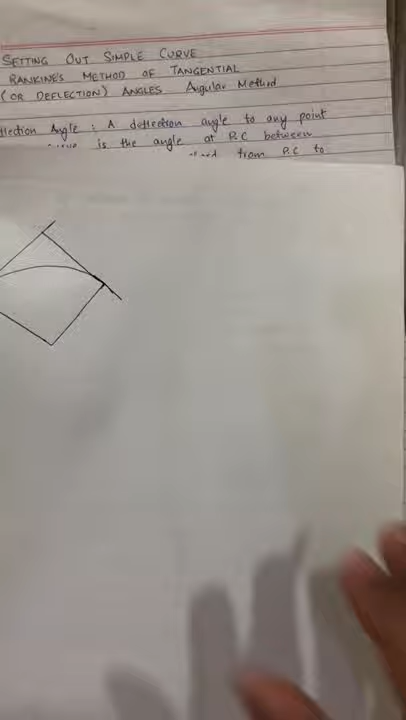 SETTING OUT SIMPLE CURVE
RANKINE'S METHOD OF TANGENTIAL
(OR DEFLECTION) ANGLES Angular Method
flection Angle : A deflection angle to any point
is the angle at P.C between
from P.C to